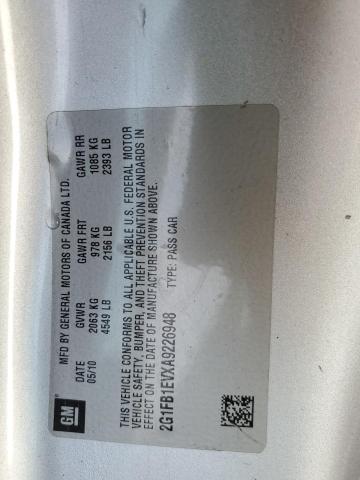 GM
MFD BY GENERAL MOTORS OF CANADA LTD.
DATE GVWR GAWR FRT GAWR RR
05/10 2063 KG 978 KG 1085 KG
4549 LB 2156 LB 2393 LB
THIS VEHICLE CONFORMS TO ALL APPLICABLE U.S. FEDERAL MOTOR
VEHICLE SAFETY, BUMPER, AND THEFT PREVENTION STANDARDS IN
EFFECT ON THE DATE OF MANUFACTURE SHOWN ABOVE.
2G1FB1EVXA9226948 TYPE: PASS CAR